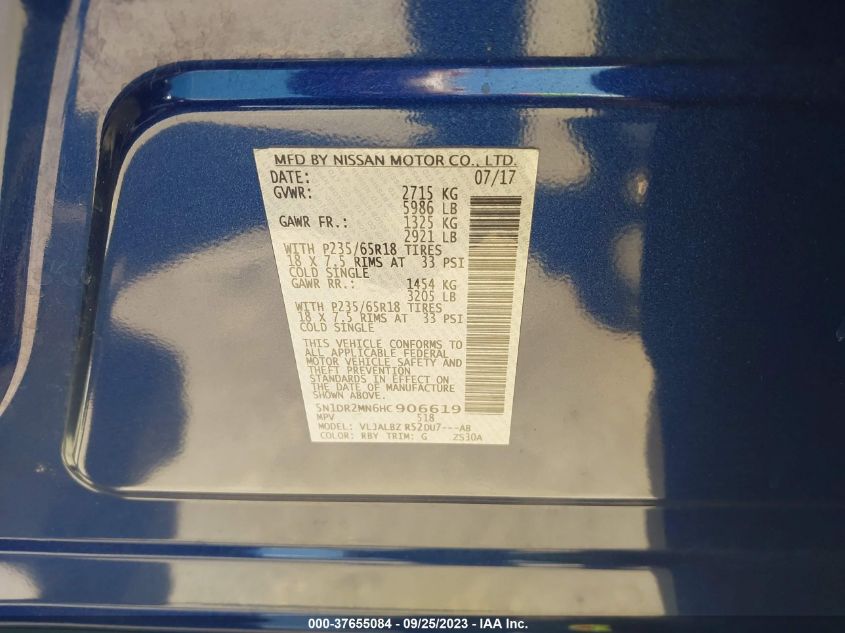 MFD BY NISSAN MOTOR CO., LTD.
DATE: 07/17
GVWR: 2715 KG
5986 LB
GAWR FR.: 1325 KG
2921 LB
WITH P235/65R18 TIRES
18 X 7.5 RIMS AT 33 PSI
COLD SINGLE
GAWR RR.: 1454 KG
3205 LB
WITH P235/65R18 TIRES
18 X 7.5 RIMS AT 33 PSI
COLD SINGLE
THIS VEHICLE CONFORMS TO
ALL APPLICABLE FEDERAL
MOTOR VEHICLE SAFETY AND
THEFT PREVENTION
STANDARDS IN EFFECT ON
THE DATE OF MANUFACTURE
SHOWN ABOVE.
5N1DR2MN6HC906619
MPV 518
MODEL: VLJALBZ R52DU7---AB
COLOR: RBY TRIM: G ZS30A
000-37655084 / 09/25/2023 - IAA Inc.